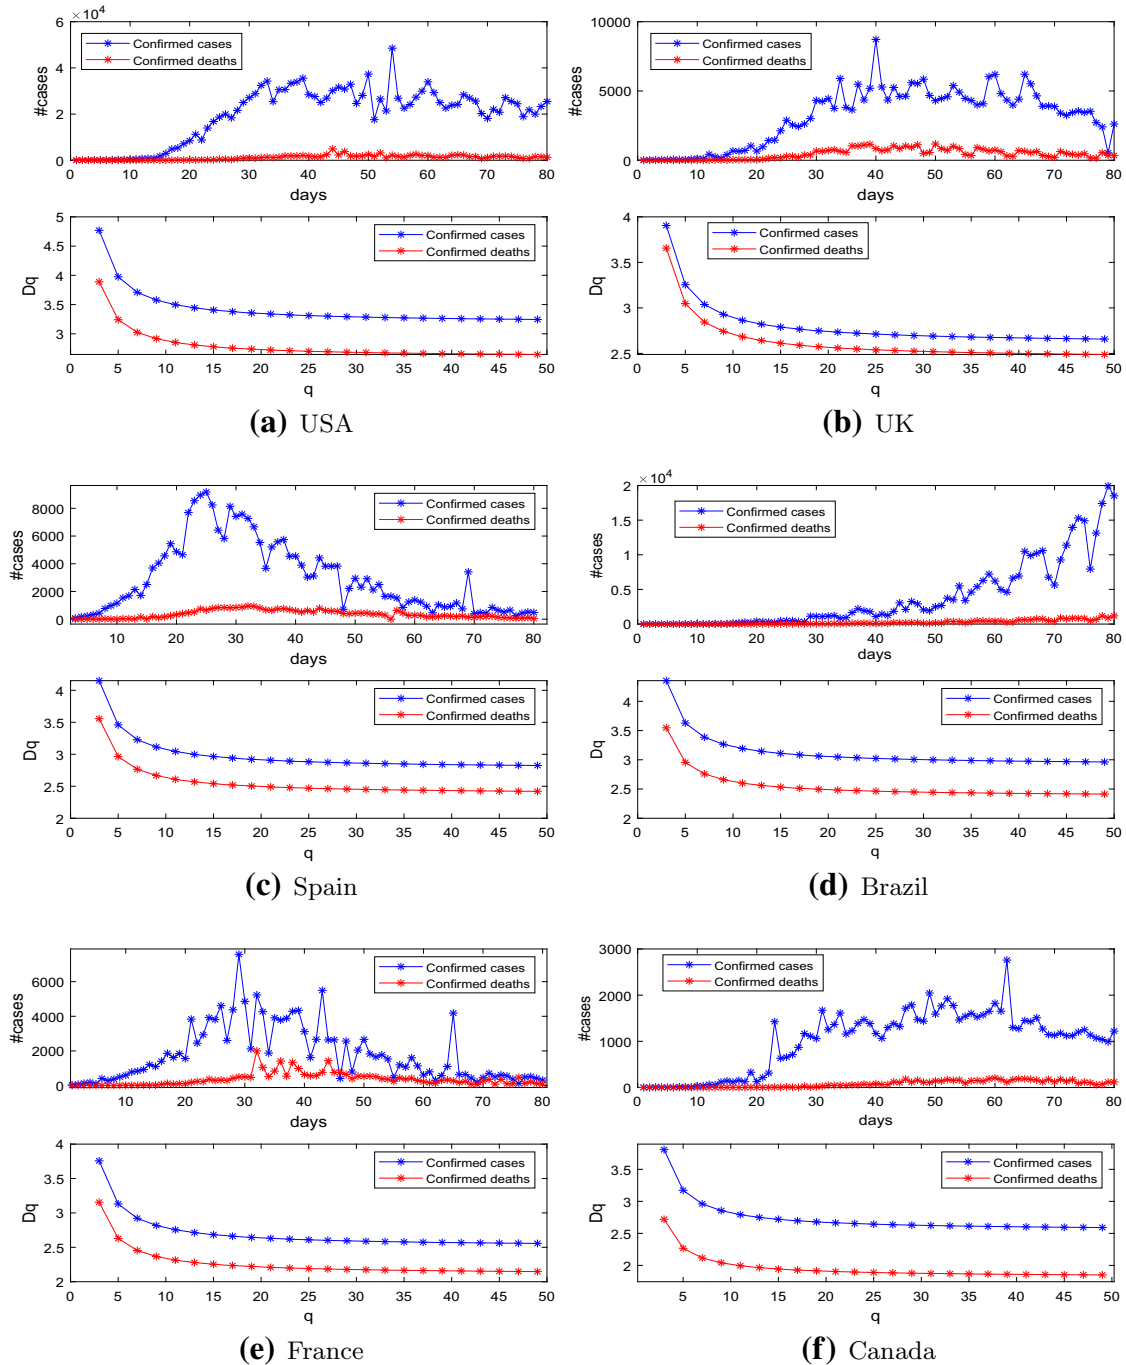 ×10^4
6
4
2
0
#cases
Confirmed cases
Confirmed deaths
0 10 20 30 40 50 60 70 80
days
5
4.5
4
3.5
3
Dq
Confirmed cases
Confirmed deaths
0 5 10 15 20 25 30 35 40 45 50
q
(a) USA
10000
5000
0
#cases
Confirmed cases
Confirmed deaths
0 10 20 30 40 50 60 70 80
days
4
3.5
3
2.5
Dq
Confirmed cases
Confirmed deaths
0 5 10 15 20 25 30 35 40 45 50
q
(b) UK
8000
6000
4000
2000
0
#cases
Confirmed cases
Confirmed deaths
10 20 30 40 50 60 70 80
days
4
3.5
3
2.5
2
Dq
Confirmed cases
Confirmed deaths
0 5 10 15 20 25 30 35 40 45 50
q
(c) Spain
×10^4
2
1.5
1
0.5
0
#cases
Confirmed cases
Confirmed deaths
0 10 20 30 40 50 60 70 80
days
4
3.5
3
2.5
2
Dq
Confirmed cases
Confirmed deaths
0 5 10 15 20 25 30 35 40 45 50
q
(d) Brazil
6000
4000
2000
0
#cases
Confirmed cases
Confirmed deaths
10 20 30 40 50 60 70 80
days
4
3.5
3
2.5
2
Dq
Confirmed cases
Confirmed deaths
0 5 10 15 20 25 30 35 40 45 50
q
(e) France
3000
2000
1000
0
#cases
Confirmed cases
Confirmed deaths
0 10 20 30 40 50 60 70 80
days
3.5
3
2.5
2
Dq
Confirmed cases
Confirmed deaths
5 10 15 20 25 30 35 40 45 50
q
(f) Canada